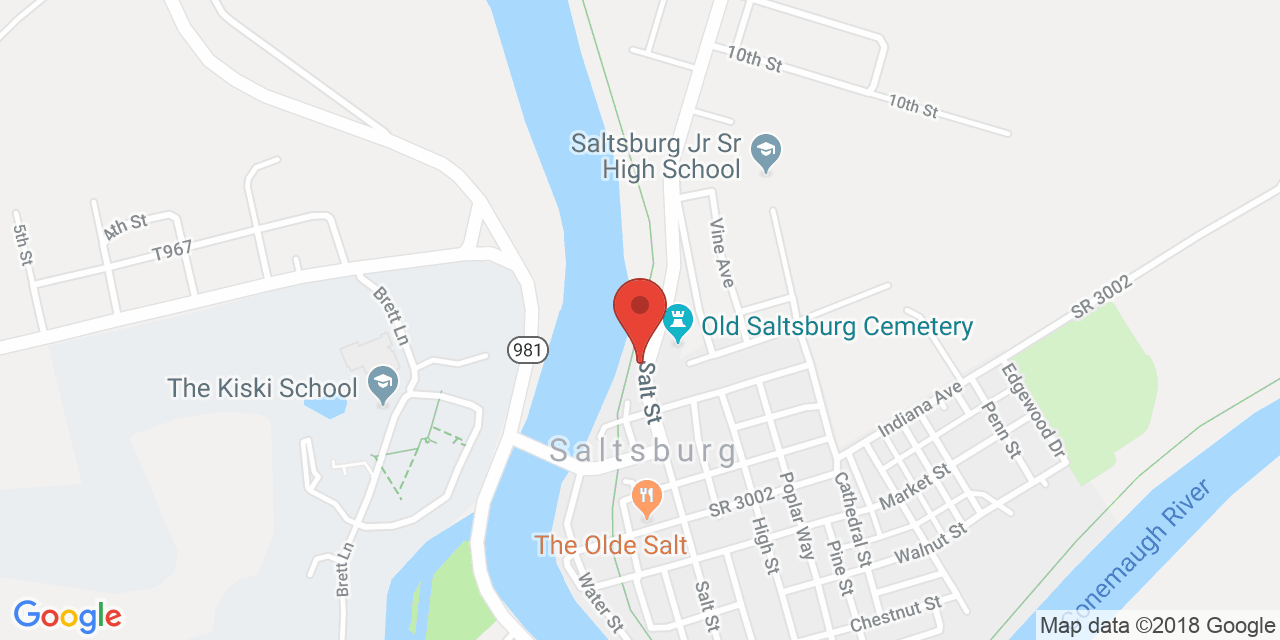 10th St
10th St
Saltsburg Jr Sr
High School
4th St
5th St
T967
Vine Ave
SR 3002
Brett Ln
Old Saltsburg Cemetery
981
The Kiski School
Salt St
Indiana Ave
Edgewood Dr
Penn St
Saltsburg
Market St
SR 3002
Poplar Way
Cathedral St
High St
Walnut St
The Olde Salt
Pine St
Brett Ln
Water St
Salt St
Chestnut St
Conemaugh River
Google
Map data ©2018 Google